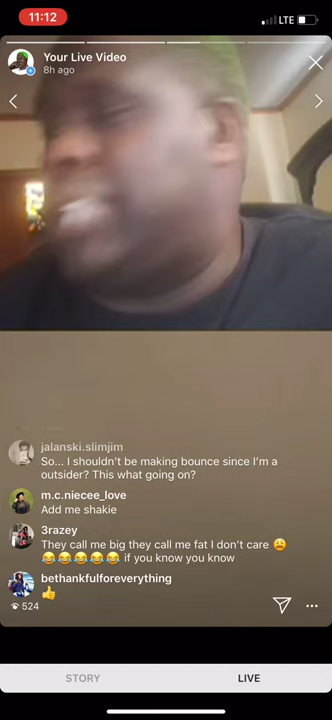 11:12
LTE
Your Live Video
8h ago
jalanski.slimjim
So... I shouldn't be making bounce since I'm a
outsider? This what going on?
m.c.niecee_love
Add me shakie
3razey
They call me big they call me fat I don't care 😩
😂😂😂😂😂 if you know you know
bethankfulforeverything
👍
524
STORY LIVE